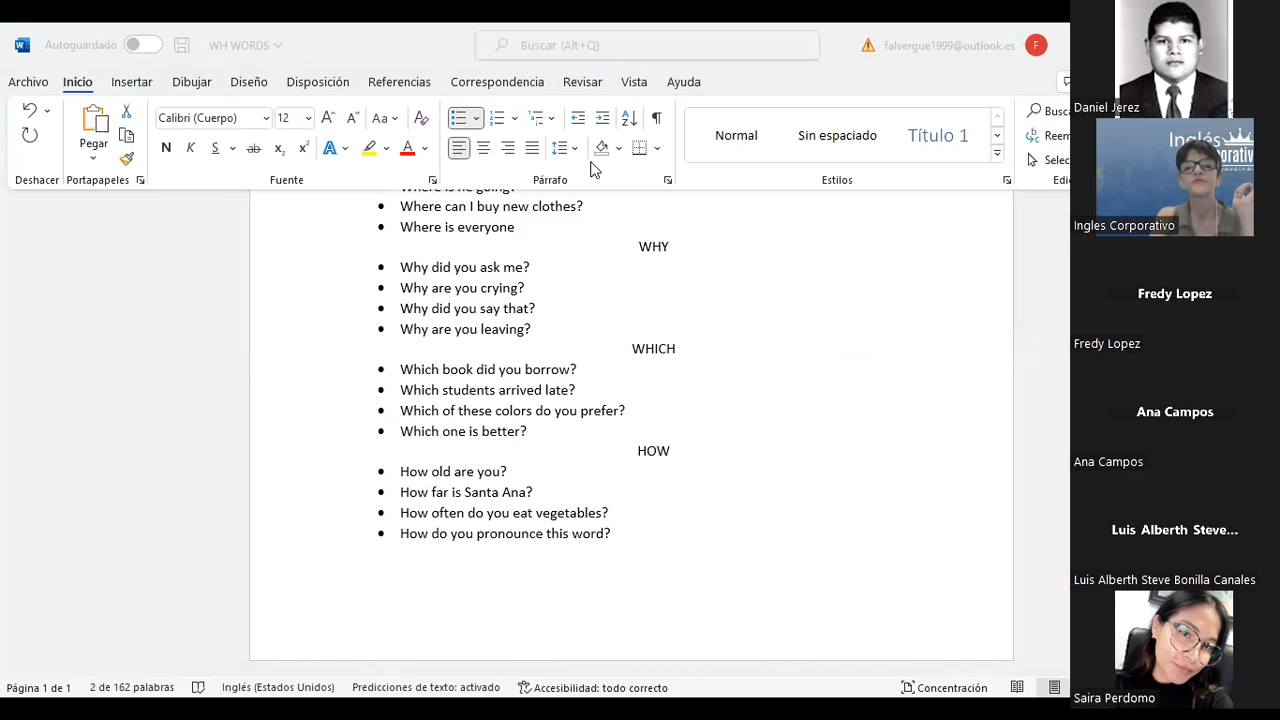 Autoguardado
WH WORDS
Buscar (Alt+Q)
falvergue1999@outlook.es
F
Archivo Inicio Insertar Dibujar Diseño Disposición Referencias Correspondencia Revisar Vista Ayuda
Pegar
Calibri (Cuerpo) 12
Normal
Sin espaciado
Título 1
Deshacer
Portapapeles
Fuente
Párrafo
Estilos
Where is he going?
• Where can I buy new clothes?
• Where is everyone
WHY
• Why did you ask me?
• Why are you crying?
• Why did you say that?
• Why are you leaving?
WHICH
• Which book did you borrow?
• Which students arrived late?
• Which of these colors do you prefer?
• Which one is better?
HOW
• How old are you?
• How far is Santa Ana?
• How often do you eat vegetables?
• How do you pronounce this word?
Página 1 de 1
2 de 162 palabras
Inglés (Estados Unidos)
Predicciones de texto: activado
Accesibilidad: todo correcto
Concentración
Daniel Jerez
Inglés
Ingles Corporativo
Fredy Lopez
Fredy Lopez
Ana Campos
Ana Campos
Luis Alberth Steve...
Luis Alberth Steve Bonilla Canales
Saira Perdomo